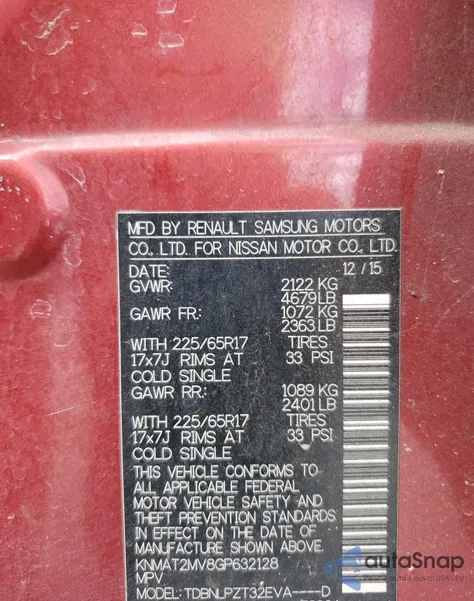 MFD BY RENAULT SAMSUNG MOTORS
CO., LTD. FOR NISSAN MOTOR CO., LTD.
DATE: 12 / 15
GVWR: 2122 KG
4679 LB
GAWR FR: 1072 KG
2363 LB
WITH 225/65R17 TIRES
17x7J RIMS AT 33 PSI
COLD SINGLE
GAWR RR: 1089 KG
2401 LB
WITH 225/65R17 TIRES
17x7J RIMS AT 33 PSI
COLD SINGLE
THIS VEHICLE CONFORMS TO
ALL APPLICABLE FEDERAL
MOTOR VEHICLE SAFETY AND
THEFT PREVENTION STANDARDS
IN EFFECT ON THE DATE OF
MANUFACTURE SHOWN ABOVE.
KNMAT2MV8GP632128
MPV
MODEL:TDBNLPZT32EVA----D
autoSnap